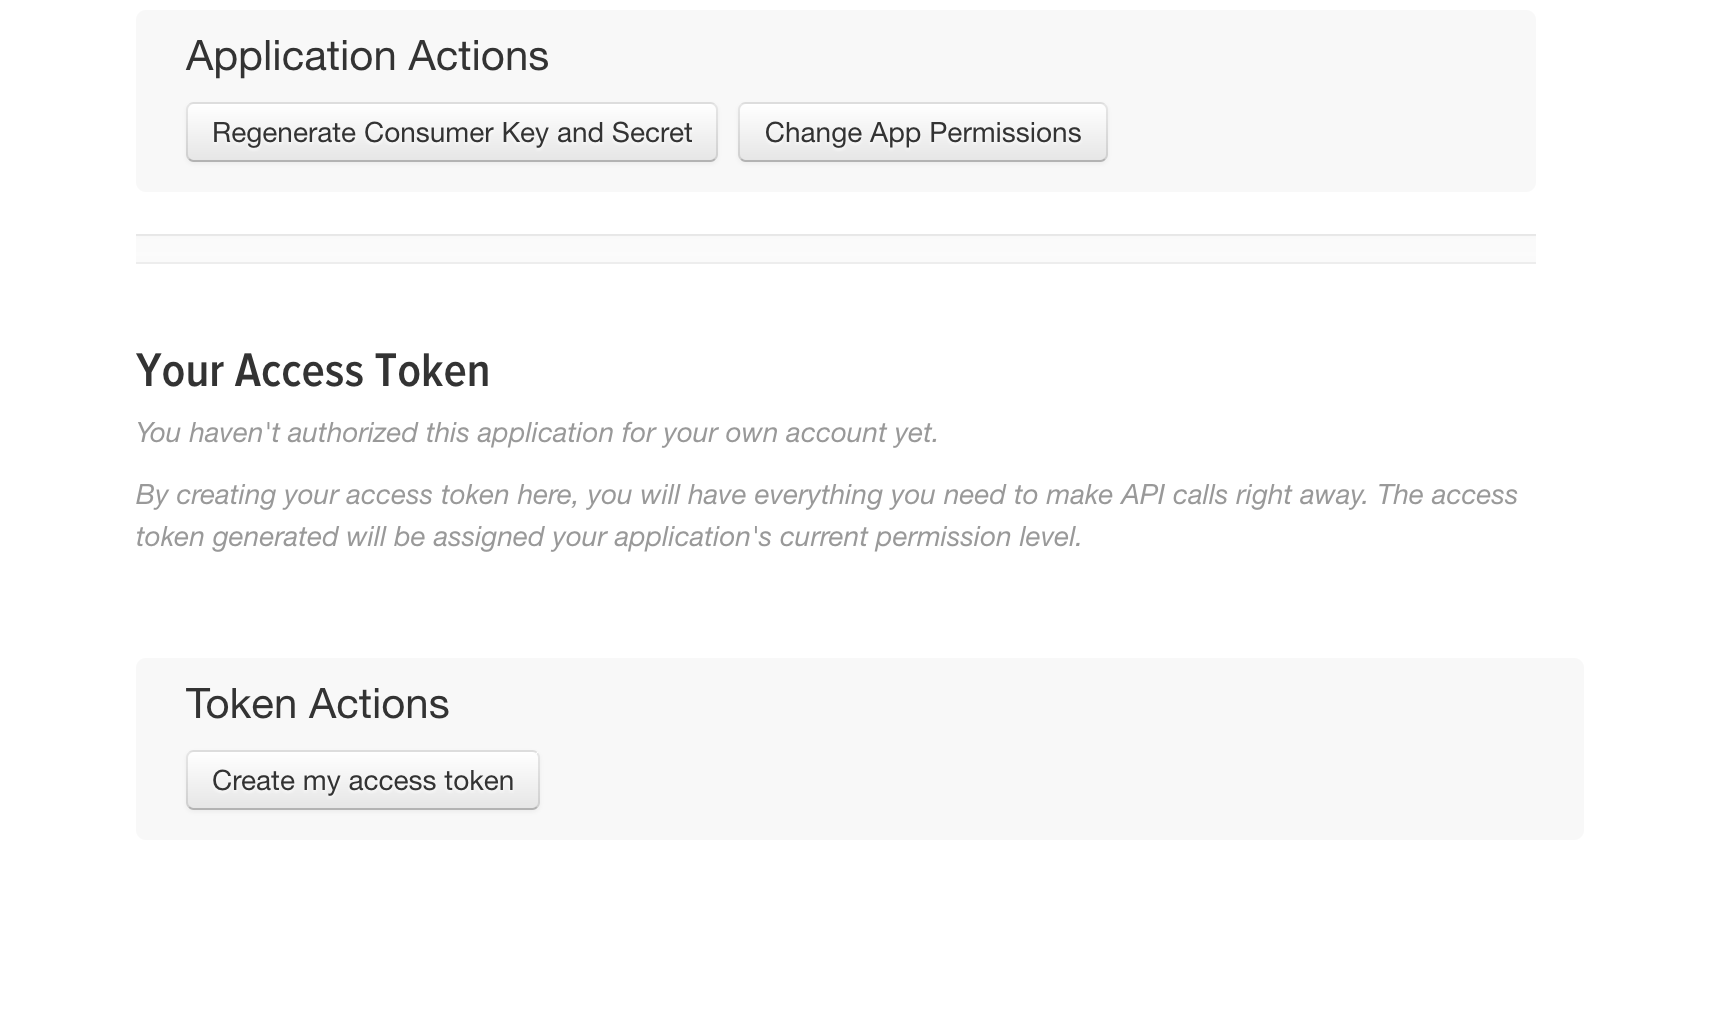 Application Actions
Regenerate Consumer Key and Secret
Change App Permissions
Your Access Token
You haven't authorized this application for your own account yet.
By creating your access token here, you will have everything you need to make API calls right away. The access
token generated will be assigned your application's current permission level.
Token Actions
Create my access token